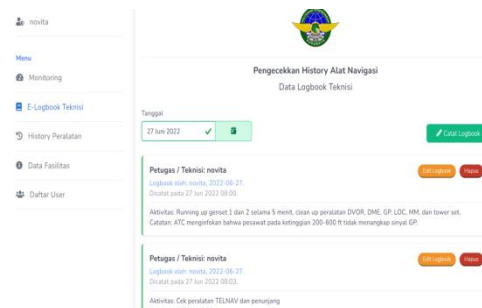 novita
Menu
Monitoring
E-Logbook Teknisi
History Peralatan
Data Fasilitas
Daftar User
Pengecekkan History Alat Navigasi
Data Logbook Teknisi
Tanggal
27 Jun 2022
Catat Logbook
Petugas / Teknisi: novita
Edit Logbook Hapus
Logbook oleh: novita, 2022-06-27.
Dicatat pada 27 Jun 2022 08:00.
Aktivitas: Running up genset 1 dan 2 selama 5 menit, clean up peralatan DVOR, DME, GP, LOC, MM, dan tower set.
Catatan: ATC menginfokan bahwa pesawat pada ketinggian 200-600 ft tidak menangkap sinyal GP.
Petugas / Teknisi: novita
Edit Logbook Hapus
Logbook oleh: novita, 2022-06-27.
Dicatat pada 27 Jun 2022 08:03.
Aktivitas: Cek peralatan TELNAV dan penunjang